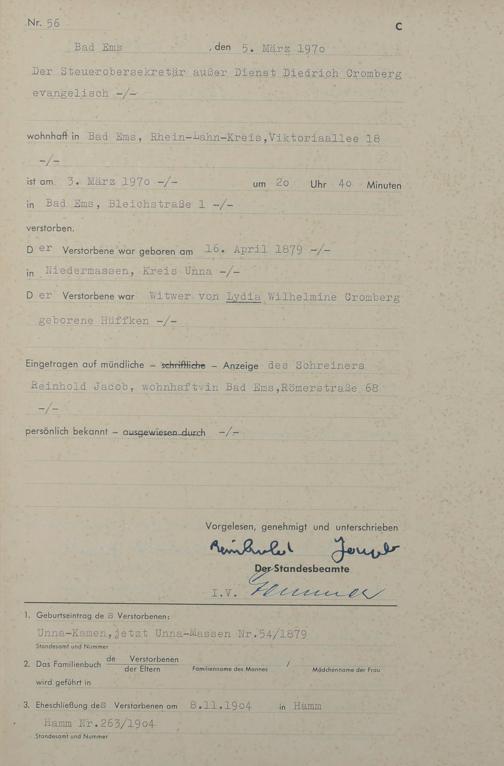 Nr. 56
C
Bad Ems , den 5. März 1970
Der Steuerobersekretär außer Dienst Diedrich Cromberg
evangelisch -/-
wohnhaft in Bad Ems, Rhein-Lahn-Kreis,Viktoriaallee 18
-/-
ist am 3. März 1970 -/- um 20 Uhr 40 Minuten
in Bad Ems, Bleichstraße 1 -/-
verstorben.
D er Verstorbene war geboren am 16. April 1879 -/-
in Niedermassen, Kreis Unna -/-
D er Verstorbene war Witwer von Lydia Wilhelmine Cromberg
geborene Hüffken -/-
Eingetragen auf mündliche – schriftliche – Anzeige des Schreiners
Reinhold Jacob, wohnhaft in Bad Ems,Römerstraße 68
-/-
persönlich bekannt – ausgewiesen durch -/-
Vorgelesen, genehmigt und unterschrieben
Reinhold
Der Standesbeamte
I.V.
1. Geburtseintrag des Verstorbenen:
Unna-Kamen,jetzt Unna-Massen Nr.54/1879
Standesamt und Nummer
2. Das Familienbuch de Verstorbenen
der Eltern Familienname des Mannes / Mädchenname der Frau
wird geführt in
3. Eheschließung des Verstorbenen am 8.11.1904 in Hamm
Hamm Nr.263/1904
Standesamt und Nummer